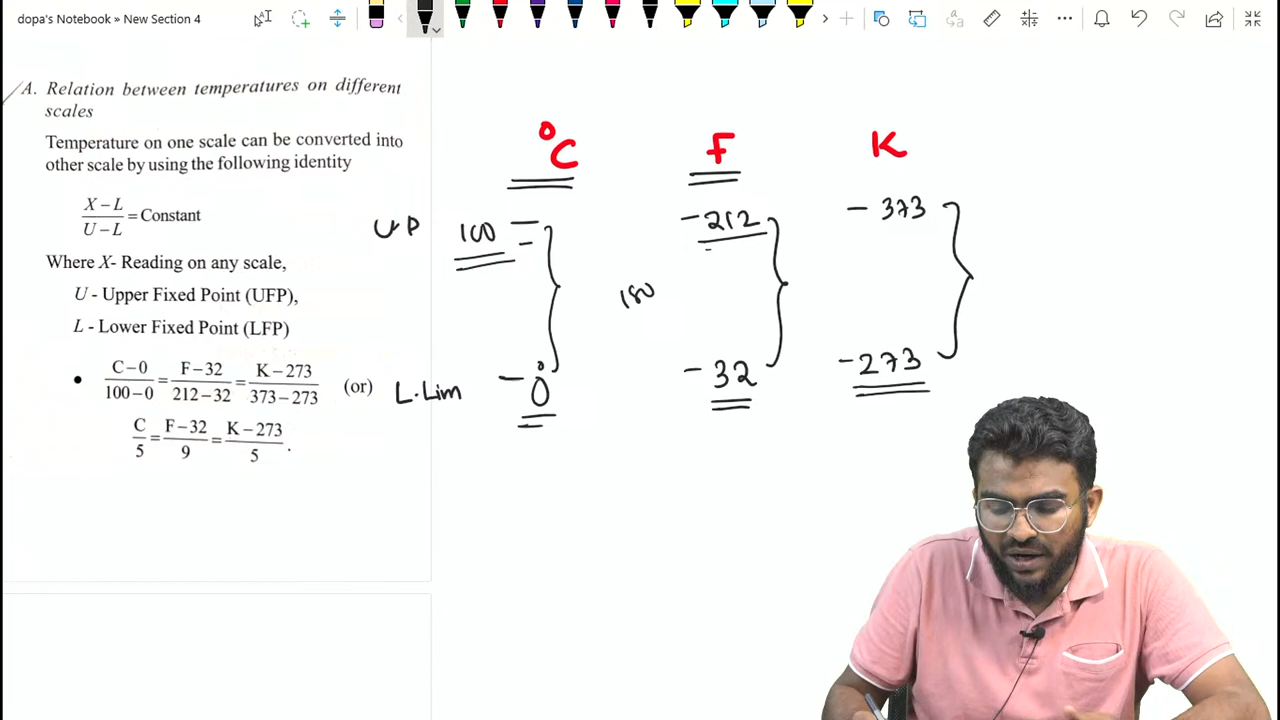 dopa's Notebook » New Section 4
A. Relation between temperatures on different
scales
Temperature on one scale can be converted into
other scale by using the following identity
X – L / U – L = Constant
Where X- Reading on any scale,
U - Upper Fixed Point (UFP),
L - Lower Fixed Point (LFP)
• C–0 / 100–0 = F–32 / 212–32 = K–273 / 373–273 (or)
C / 5 = F–32 / 9 = K–273 / 5 .
°C F K
UP 100 – 212 – 373
180
L.Lim – 0° – 32 – 273